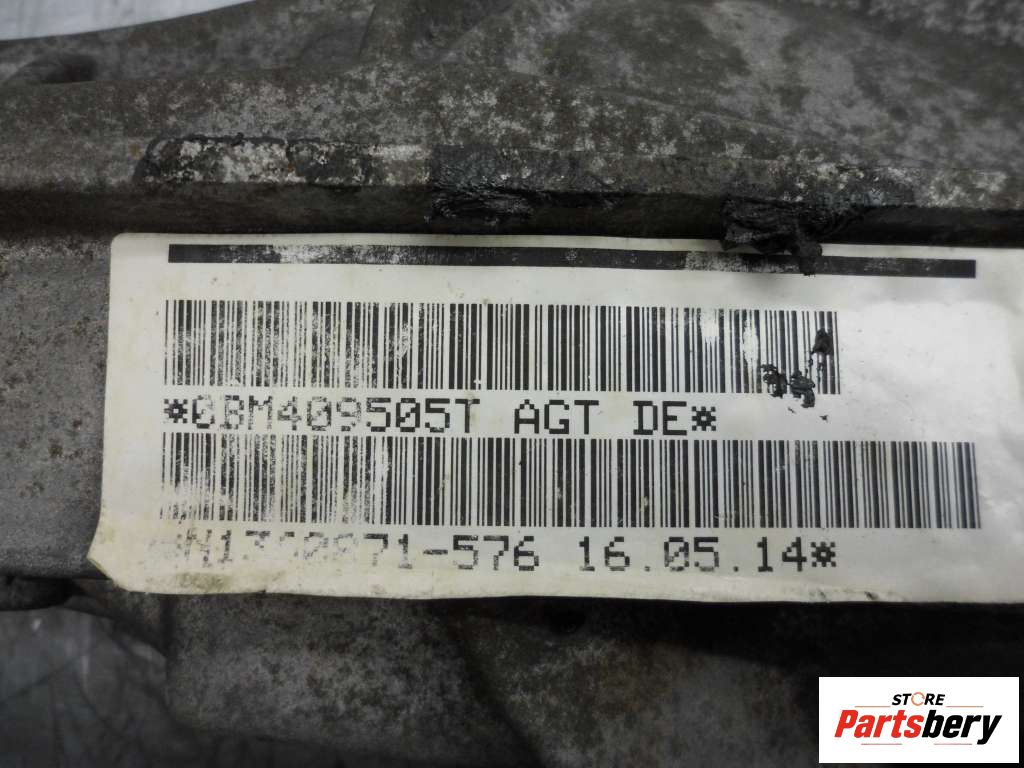 *0BM409505T AGT DE*
16.05.14*
STORE
Partsbery